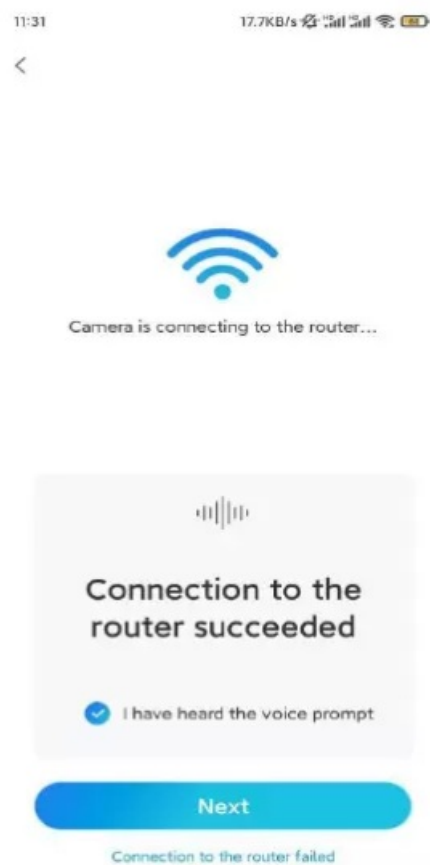 11:31
17.7KB/s
Camera is connecting to the router...
Connection to the
router succeeded
I have heard the voice prompt
Next
Connection to the router failed